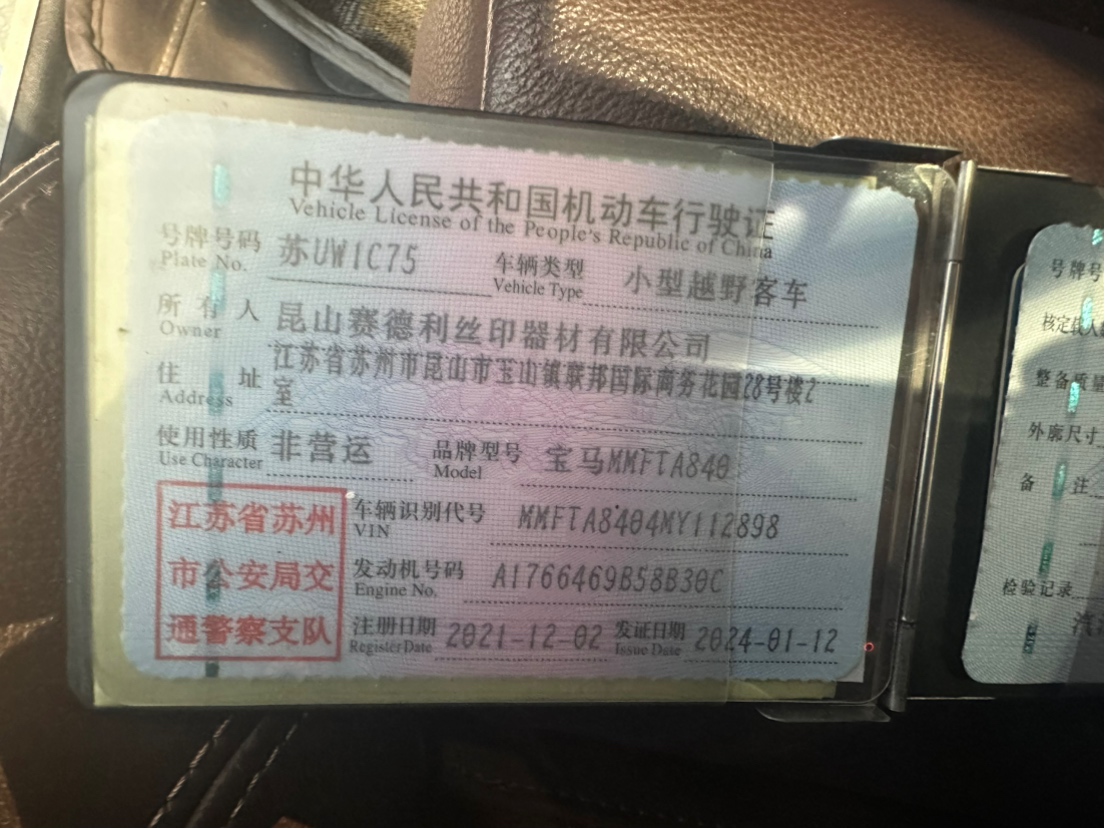 中华人民共和国机动车行驶证
Vehicle License of the People's Republic of China
号牌号码 苏UW1C75 车辆类型 小型越野客车
Plate No. Vehicle Type
所有人 昆山赛德利丝印器材有限公司
Owner
住址 江苏省苏州市昆山市玉山镇联邦国际商务花园28号楼2
Address 室
使用性质 非营运 品牌型号 宝马MMFTA840
Use Character Model
江苏省苏州
市公安局交
通警察支队
车辆识别代号 MMFTA8404MY112898
VIN
发动机号码 A1766469B58B30C
Engine No.
注册日期 2021-12-02 发证日期 2024-01-12
Register Date Issue Date
号牌号
核定载人
整备质量
外廓尺寸
备注
检验记录